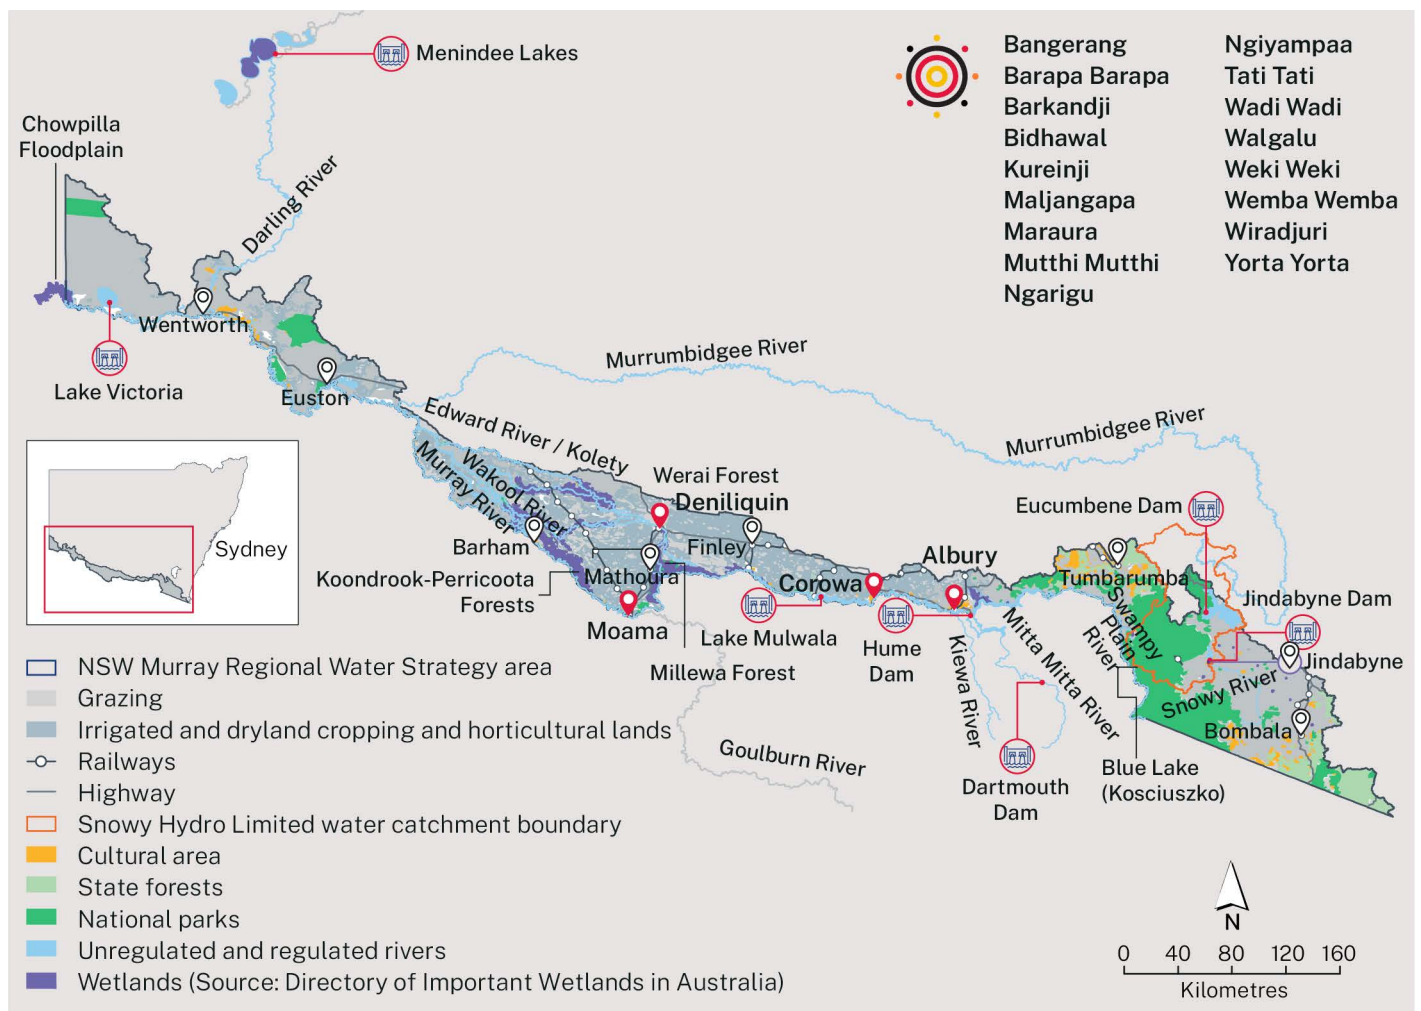 Menindee Lakes
Bangerang
Barapa Barapa
Barkandji
Bidhawal
Kureinji
Maljangapa
Maraura
Mutthi Mutthi
Ngarigu
Ngiyampaa
Tati Tati
Wadi Wadi
Walgalu
Weki Weki
Wemba Wemba
Wiradjuri
Yorta Yorta
Chowpilla
Floodplain
Darling River
Wentworth
Lake Victoria
Euston
Murrumbidgee River
Murrumbidgee River
Edward River / Kolety
Wakool River
Murray River
Werai Forest
Deniliquin
Barham
Finley
Koondrook-Perricoota
Forests
Mathoura
Moama
Millewa Forest
Corowa
Lake Mulwala
Albury
Hume
Dam
Kiewa River
Mitta Mitta River
Dartmouth
Dam
Goulburn River
Eucumbene Dam
Tumbarumba
Swampy
Plain
River
Jindabyne Dam
Jindabyne
Snowy River
Bombala
Blue Lake
(Kosciuszko)
Sydney
NSW Murray Regional Water Strategy area
Grazing
Irrigated and dryland cropping and horticultural lands
Railways
Highway
Snowy Hydro Limited water catchment boundary
Cultural area
State forests
National parks
Unregulated and regulated rivers
Wetlands (Source: Directory of Important Wetlands in Australia)
N
0 40 80 120 160
Kilometres